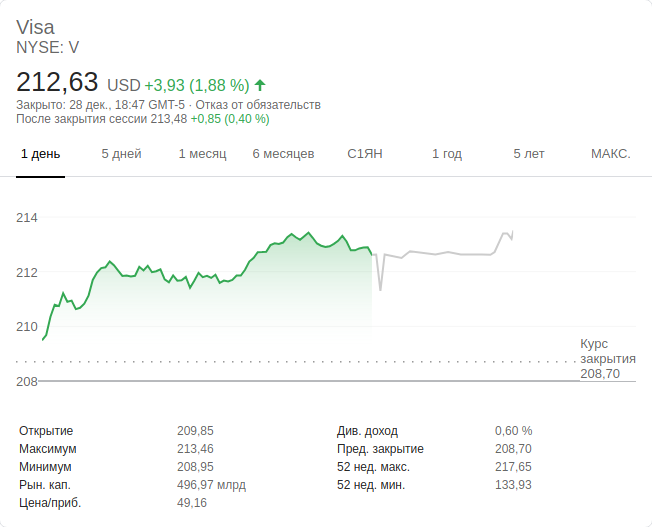 Visa
NYSE: V
212,63 USD +3,93 (1,88 %)
Закрыто: 28 дек., 18:47 GMT-5 · Отказ от обязательств
После закрытия сессии 213,48 +0,85 (0,40 %)
1 день 5 дней 1 месяц 6 месяцев С1ЯН 1 год 5 лет МАКС.
214
212
210
Курс
закрытия
208,70
208
Открытие 209,85 Див. доход 0,60 %
Максимум 213,46 Пред. закрытие 208,70
Минимум 208,95 52 нед. макс. 217,65
Рын. кап. 496,97 млрд 52 нед. мин. 133,93
Цена/приб. 49,16